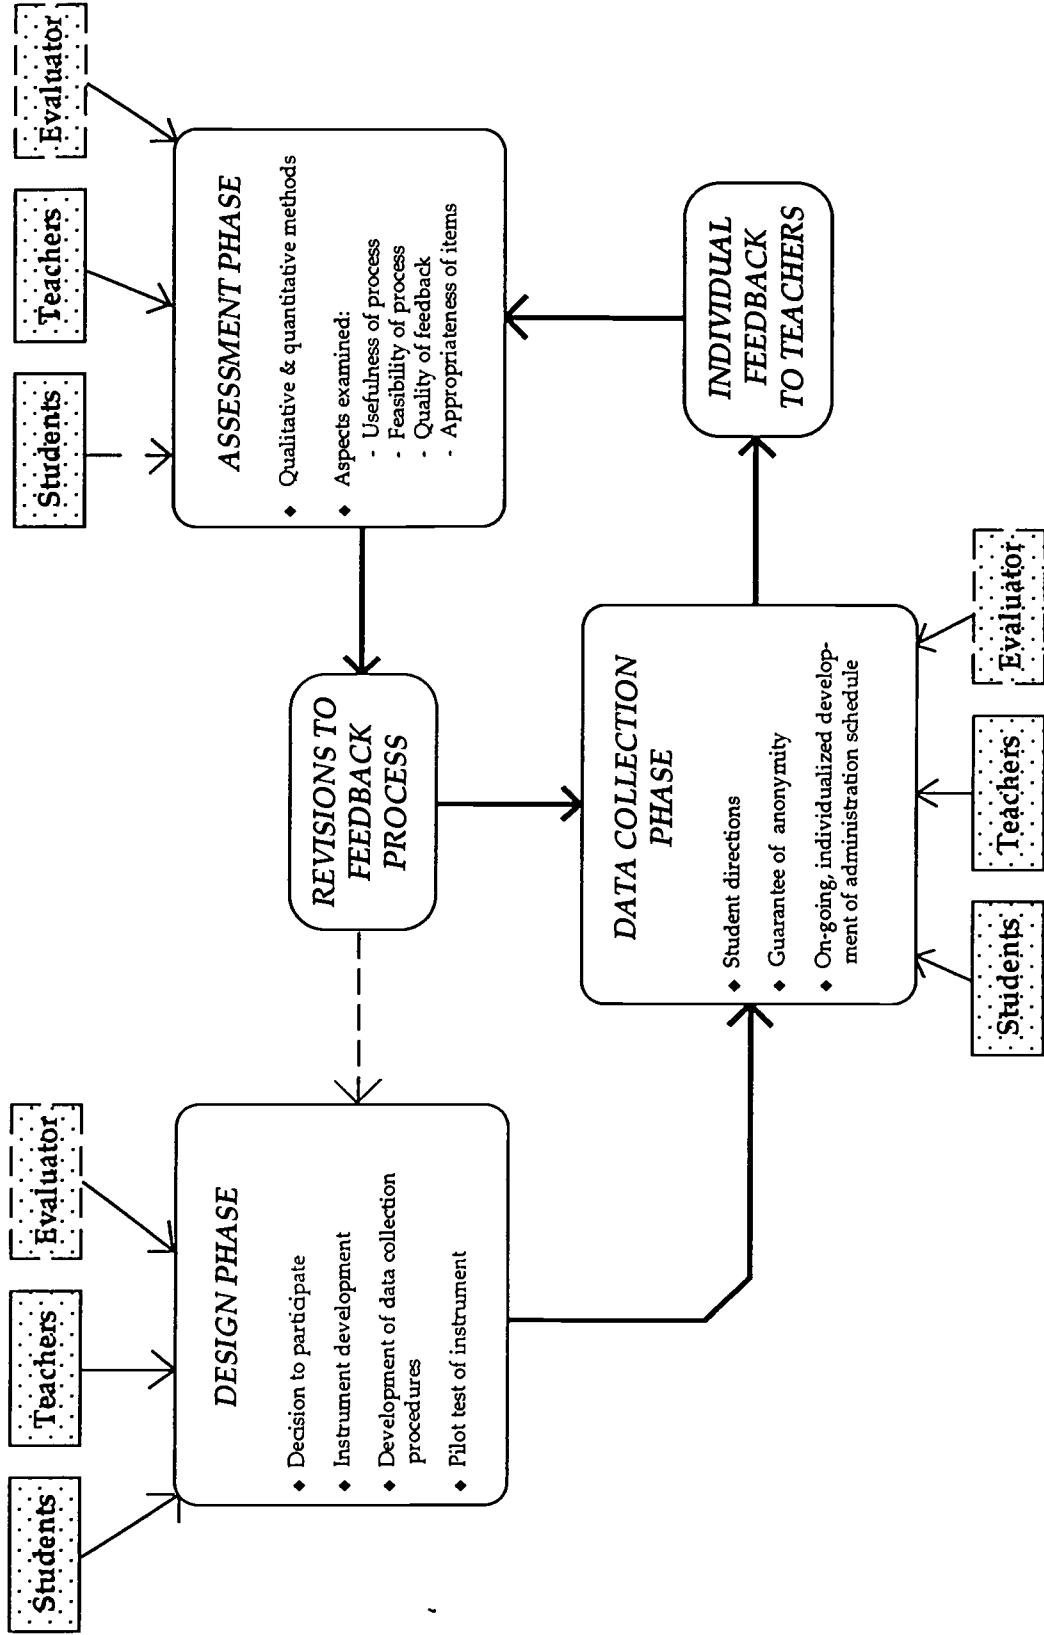 Students
Teachers
Evaluator
DESIGN PHASE
◆ Decision to participate
◆ Instrument development
◆ Development of data collection
procedures
◆ Pilot test of instrument
REVISIONS TO
FEEDBACK
PROCESS
Students
Teachers
Evaluator
ASSESSMENT PHASE
◆ Qualitative & quantitative methods
◆ Aspects examined:
- Usefulness of process
- Feasibility of process
- Quality of feedback
- Appropriateness of items
DATA COLLECTION
PHASE
◆ Student directions
◆ Guarantee of anonymity
◆ On-going, individualized develop-
ment of administration schedule
Students
Teachers
Evaluator
INDIVIDUAL
FEEDBACK
TO TEACHERS